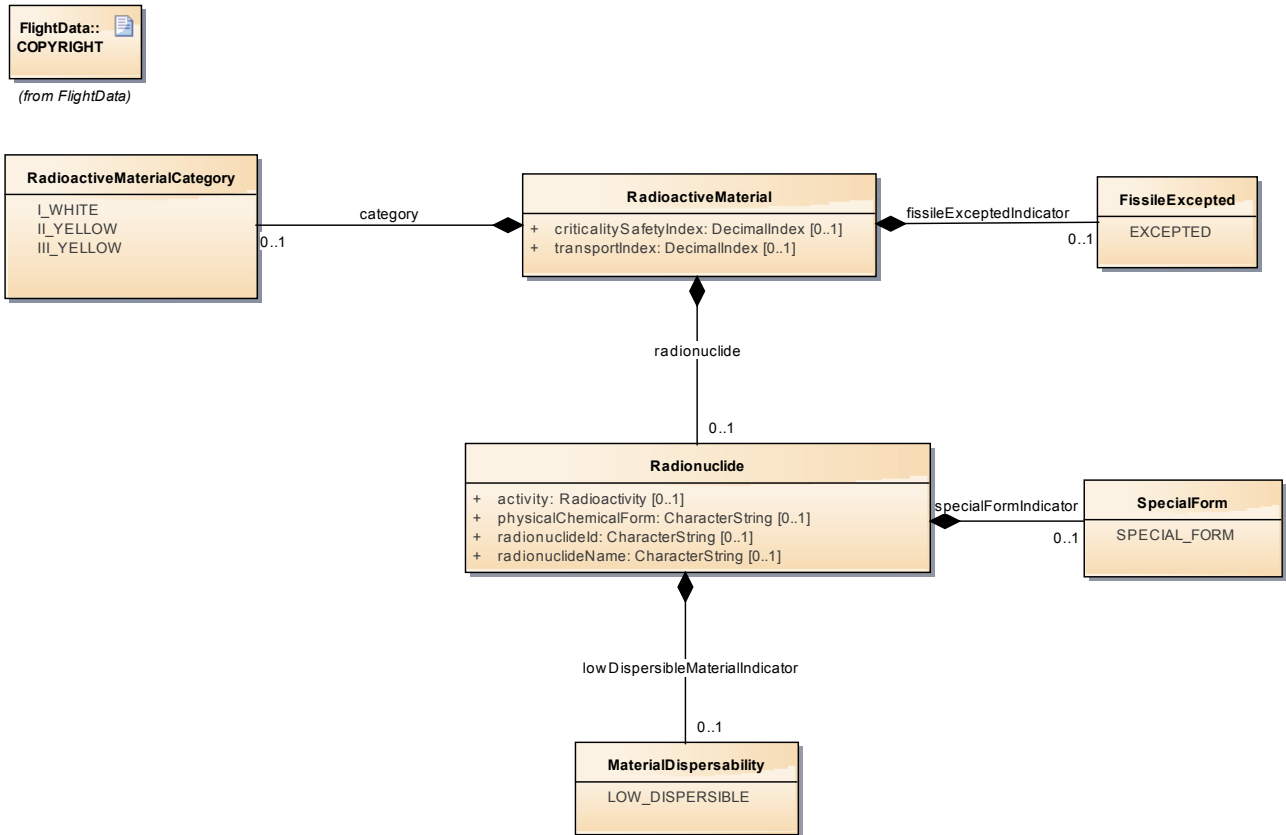 FlightData::
COPYRIGHT
(from FlightData)
RadioactiveMaterialCategory
I_WHITE
II_YELLOW
III_YELLOW
category
0..1
RadioactiveMaterial
+ criticalitySafetyIndex: DecimalIndex [0..1]
+ transportIndex: DecimalIndex [0..1]
fissileExceptedIndicator
0..1
FissileExcepted
EXCEPTED
radionuclide
0..1
Radionuclide
+ activity: Radioactivity [0..1]
+ physicalChemicalForm: CharacterString [0..1]
+ radionuclideId: CharacterString [0..1]
+ radionuclideName: CharacterString [0..1]
specialFormIndicator
0..1
SpecialForm
SPECIAL_FORM
lowDispersibleMaterialIndicator
0..1
MaterialDispersability
LOW_DISPERSIBLE